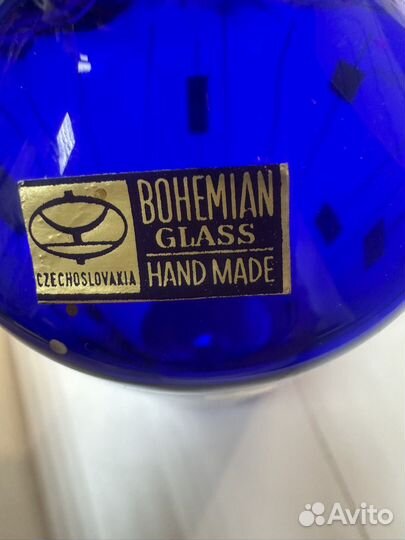 BOHEMIAN
GLASS
HAND MADE
CZECHOSLOVAKIA
Avito